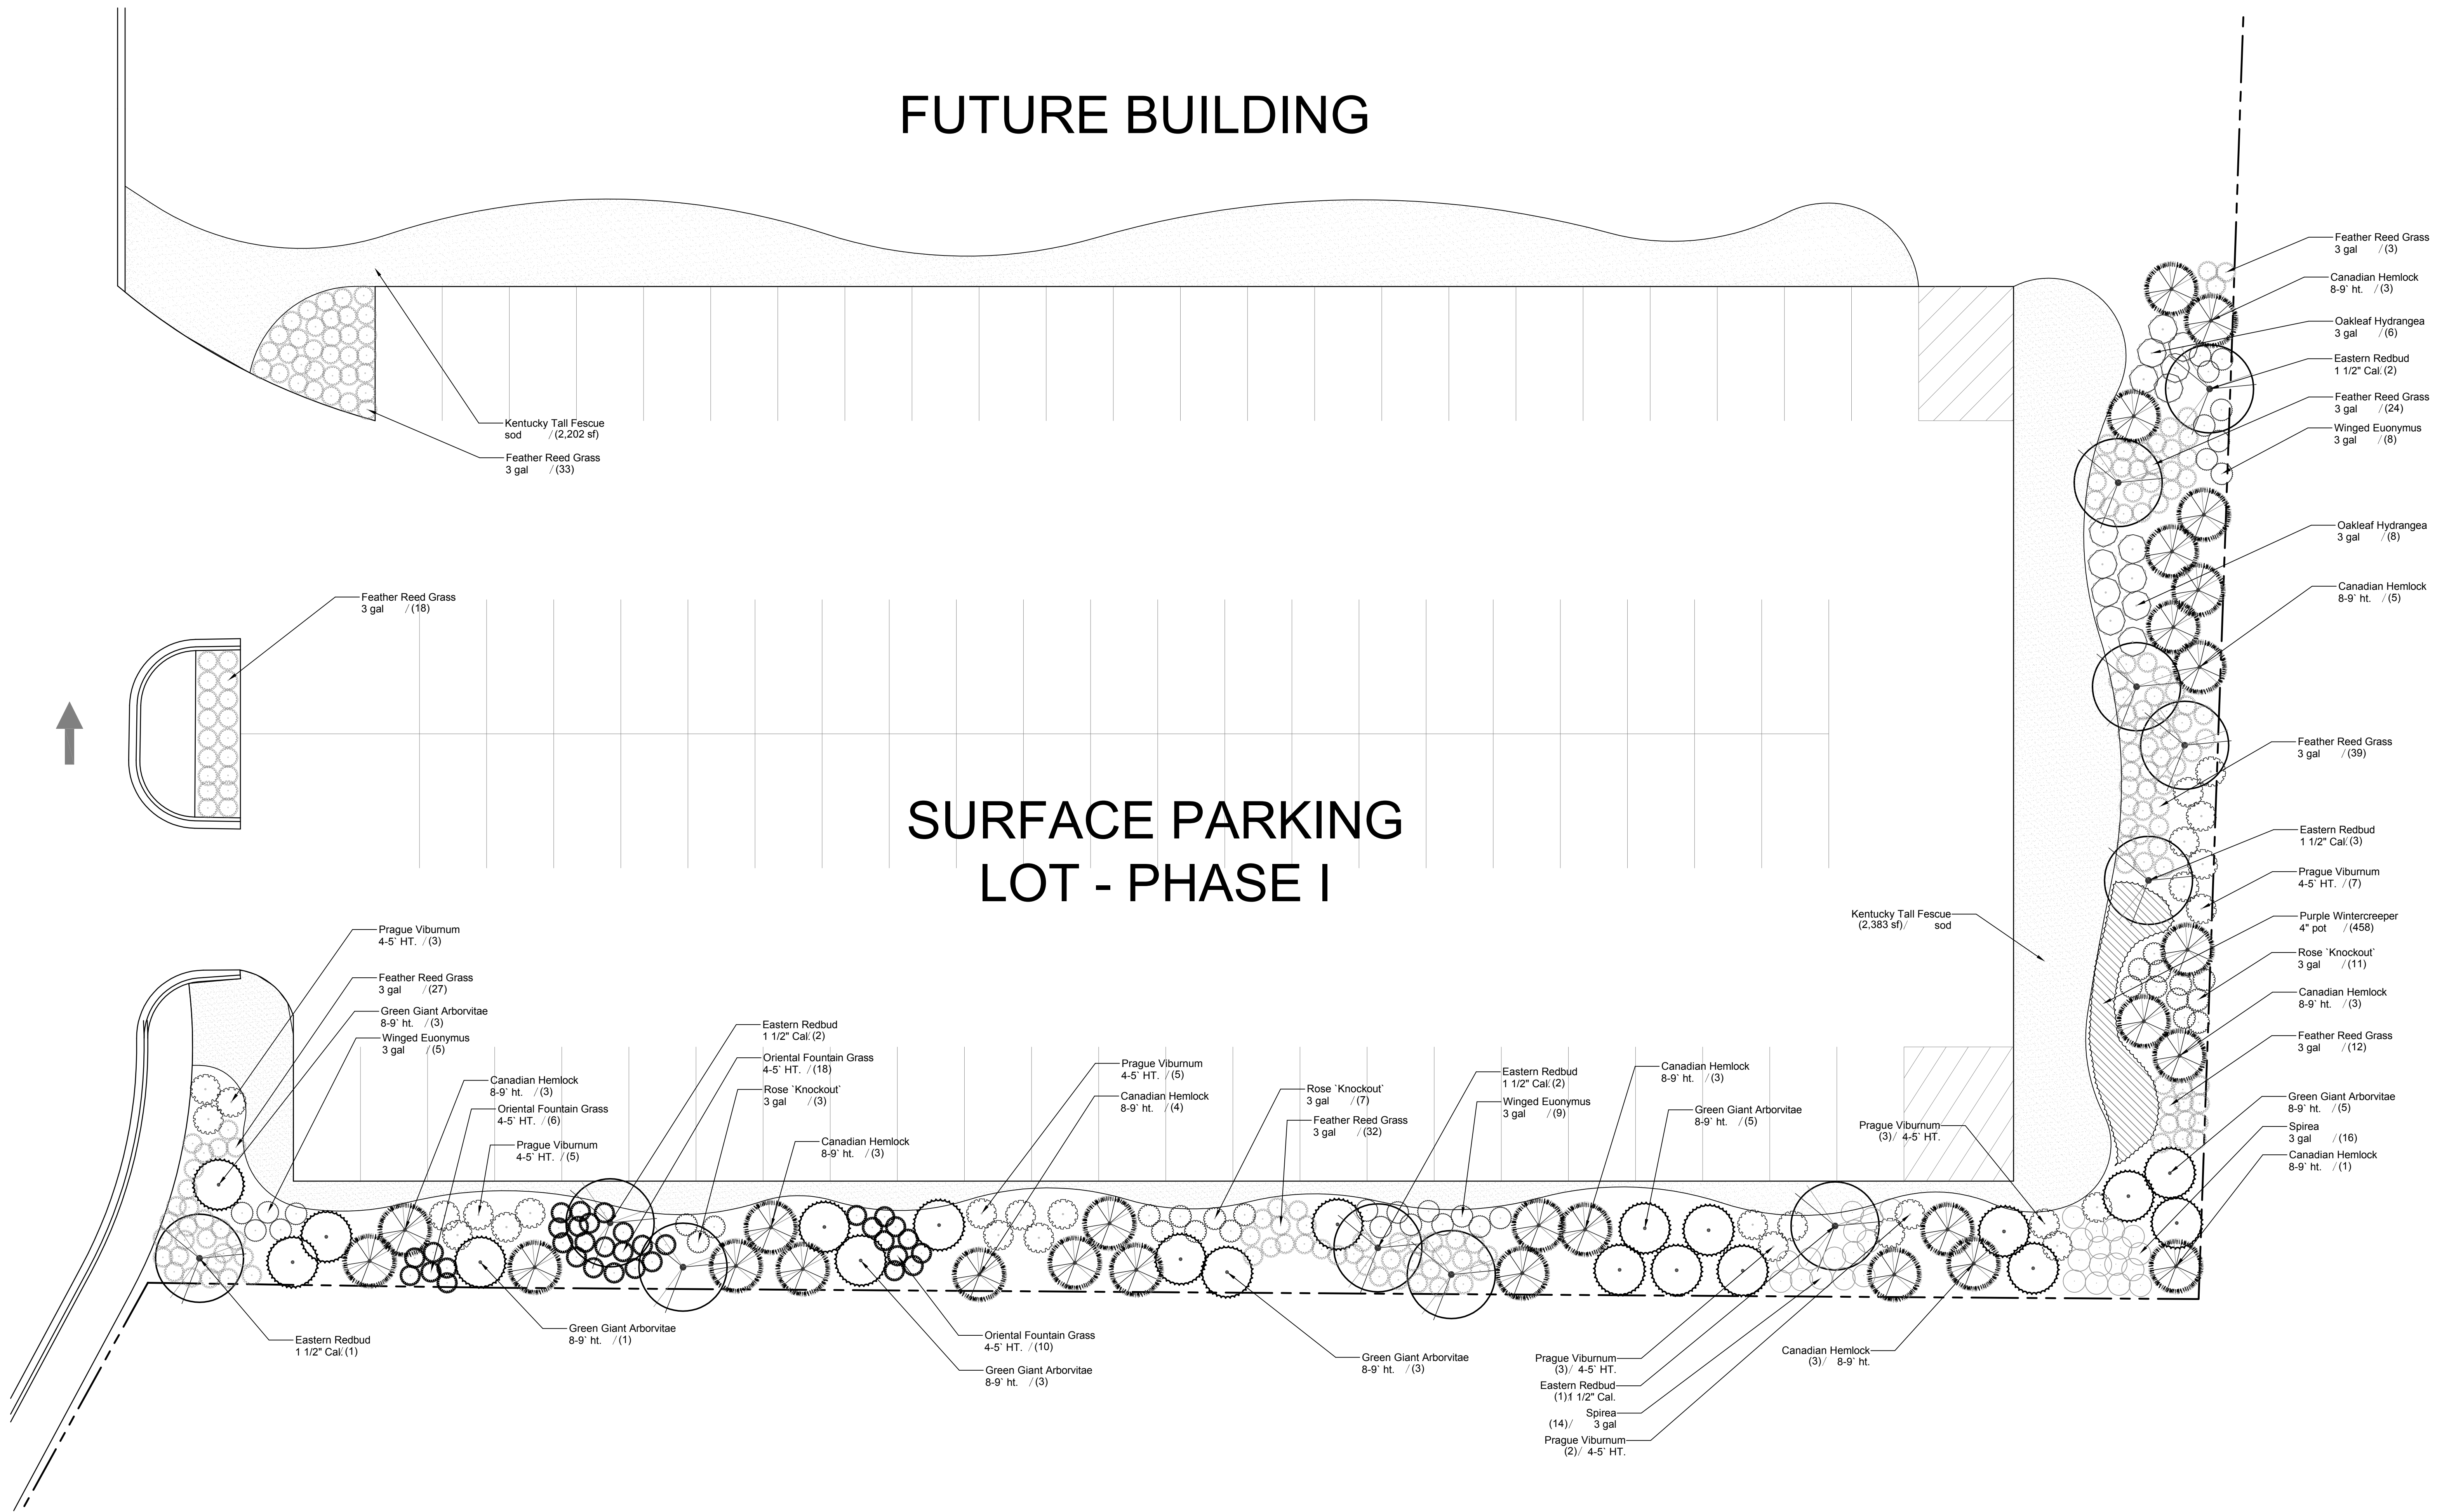 FUTURE BUILDING
Feather Reed Grass
3 gal / (3)
Canadian Hemlock
8-9` ht. / (3)
Oakleaf Hydrangea
3 gal / (6)
Eastern Redbud
1 1/2" Cal./ (2)
Feather Reed Grass
3 gal / (24)
Winged Euonymus
3 gal / (8)
Kentucky Tall Fescue
sod / (2,202 sf)
Feather Reed Grass
3 gal / (33)
Oakleaf Hydrangea
3 gal / (8)
Canadian Hemlock
8-9` ht. / (5)
Feather Reed Grass
3 gal / (18)
Feather Reed Grass
3 gal / (39)
SURFACE PARKING
LOT - PHASE I
Eastern Redbud
1 1/2" Cal./ (3)
Prague Viburnum
4-5` HT. / (7)
Purple Wintercreeper
4" pot / (458)
Rose `Knockout`
3 gal / (11)
Canadian Hemlock
8-9` ht. / (3)
Feather Reed Grass
3 gal / (12)
Green Giant Arborvitae
8-9` ht. / (5)
Spirea
3 gal / (16)
Canadian Hemlock
8-9` ht. / (1)
Kentucky Tall Fescue
(2,383 sf) / sod
Prague Viburnum
4-5` HT. / (3)
Feather Reed Grass
3 gal / (27)
Green Giant Arborvitae
8-9` ht. / (3)
Winged Euonymus
3 gal / (5)
Canadian Hemlock
8-9` ht. / (3)
Oriental Fountain Grass
4-5` HT. / (6)
Prague Viburnum
4-5` HT. / (5)
Eastern Redbud
1 1/2" Cal./ (2)
Oriental Fountain Grass
4-5` HT. / (18)
Rose `Knockout`
3 gal / (3)
Canadian Hemlock
8-9` ht. / (3)
Prague Viburnum
4-5` HT. / (5)
Canadian Hemlock
8-9` ht. / (4)
Rose `Knockout`
3 gal / (7)
Feather Reed Grass
3 gal / (32)
Eastern Redbud
1 1/2" Cal./ (2)
Winged Euonymus
3 gal / (9)
Canadian Hemlock
8-9` ht. / (3)
Green Giant Arborvitae
8-9` ht. / (5)
Prague Viburnum
(3) / 4-5` HT.
Eastern Redbud
1 1/2" Cal./ (1)
Green Giant Arborvitae
8-9` ht. / (1)
Oriental Fountain Grass
4-5` HT. / (10)
Green Giant Arborvitae
8-9` ht. / (3)
Green Giant Arborvitae
8-9` ht. / (3)
Prague Viburnum
(3) / 4-5` HT.
Eastern Redbud
(1)/ 1 1/2" Cal.
Spirea
(14) / 3 gal
Prague Viburnum
(2) / 4-5` HT.
Canadian Hemlock
(3) / 8-9` ht.